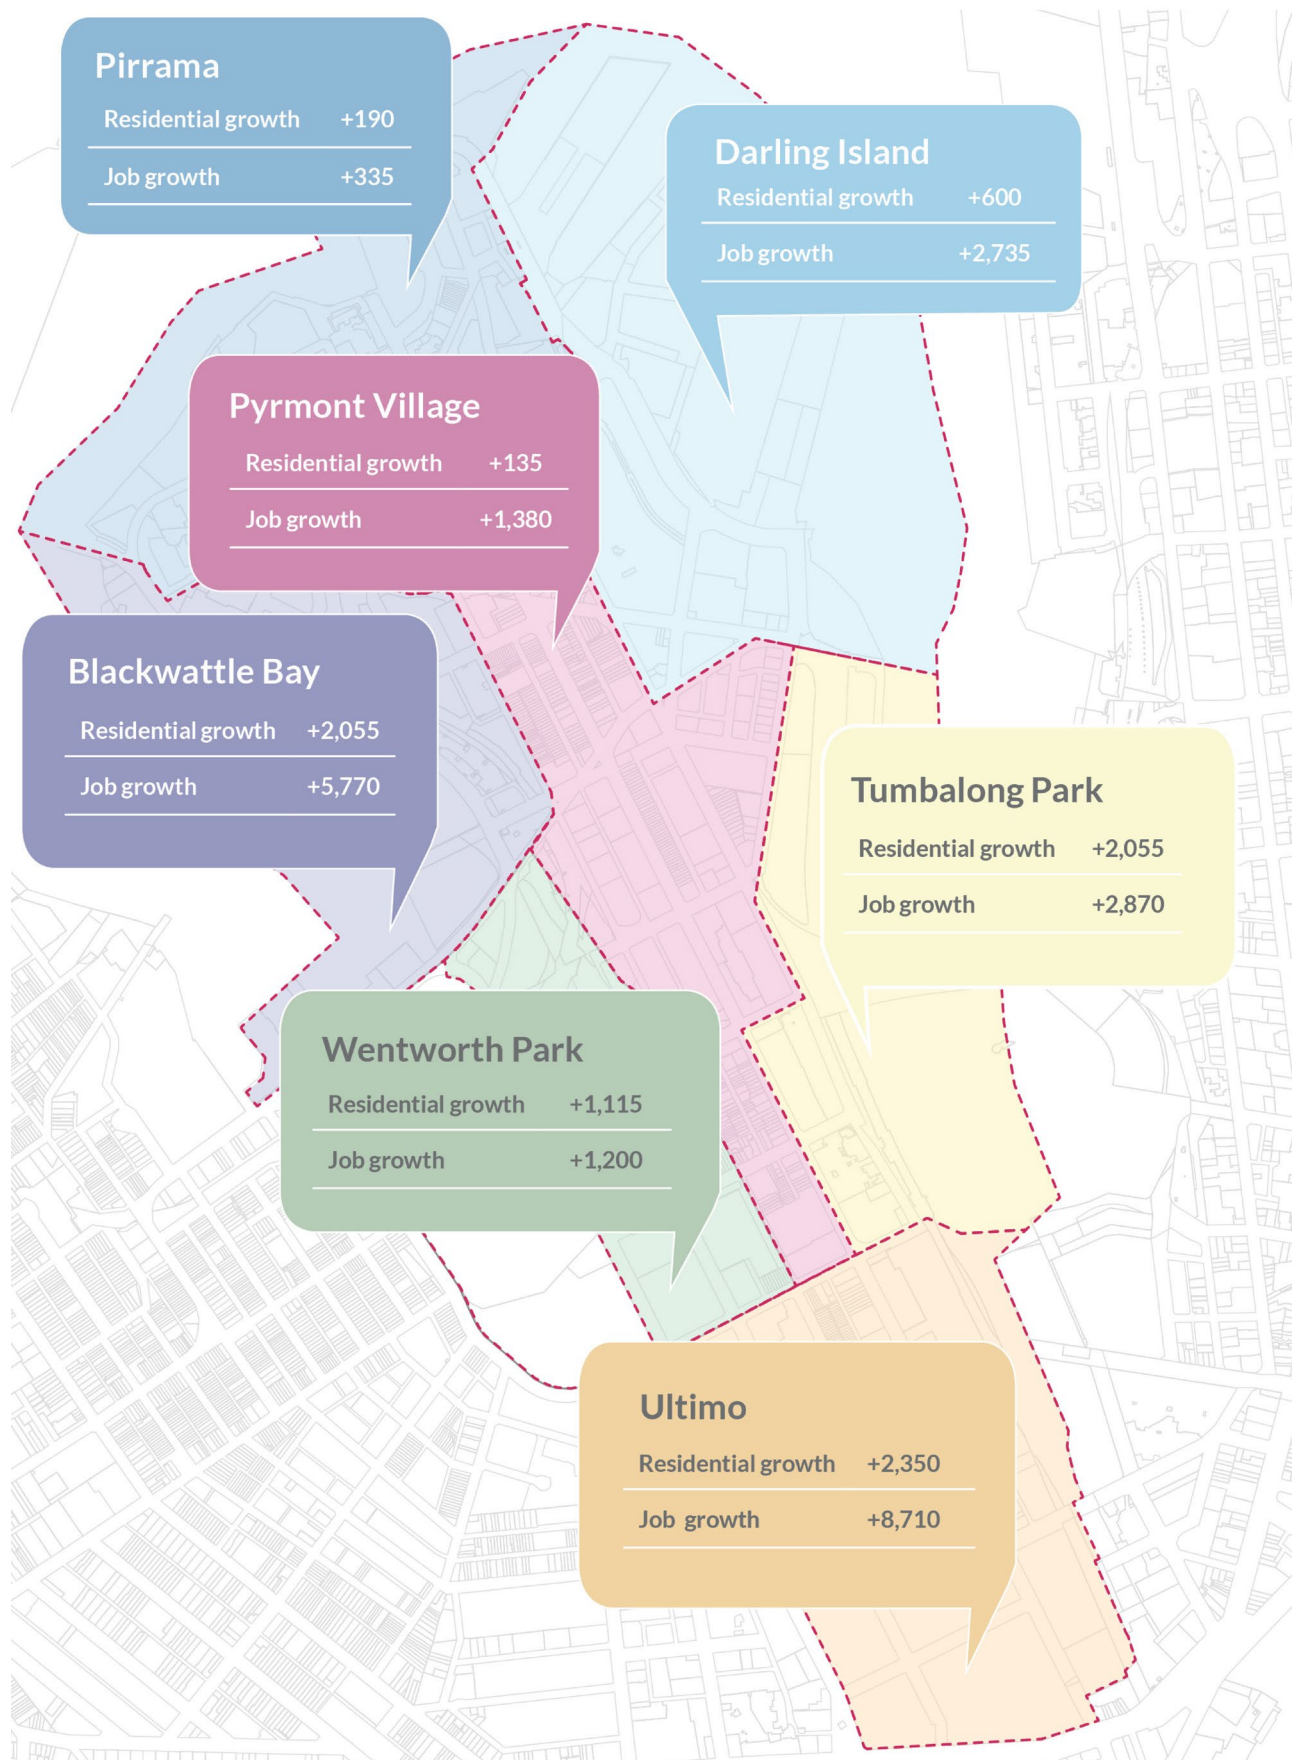 Pirrama
Residential growth +190
Job growth +335
Darling Island
Residential growth +600
Job growth +2,735
Pyrmont Village
Residential growth +135
Job growth +1,380
Blackwattle Bay
Residential growth +2,055
Job growth +5,770
Tumbalong Park
Residential growth +2,055
Job growth +2,870
Wentworth Park
Residential growth +1,115
Job growth +1,200
Ultimo
Residential growth +2,350
Job growth +8,710